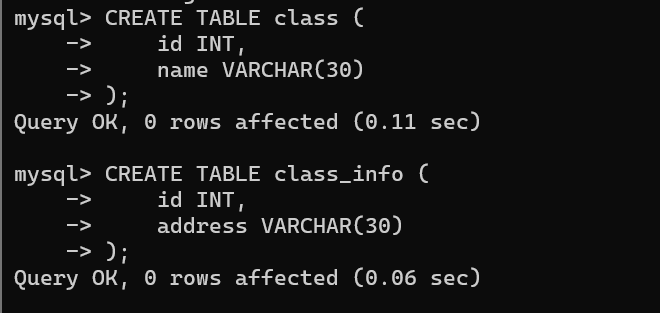 mysql> CREATE TABLE class (
    ->     id INT,
    ->     name VARCHAR(30)
    -> );
Query OK, 0 rows affected (0.11 sec)

mysql> CREATE TABLE class_info (
    ->     id INT,
    ->     address VARCHAR(30)
    -> );
Query OK, 0 rows affected (0.06 sec)